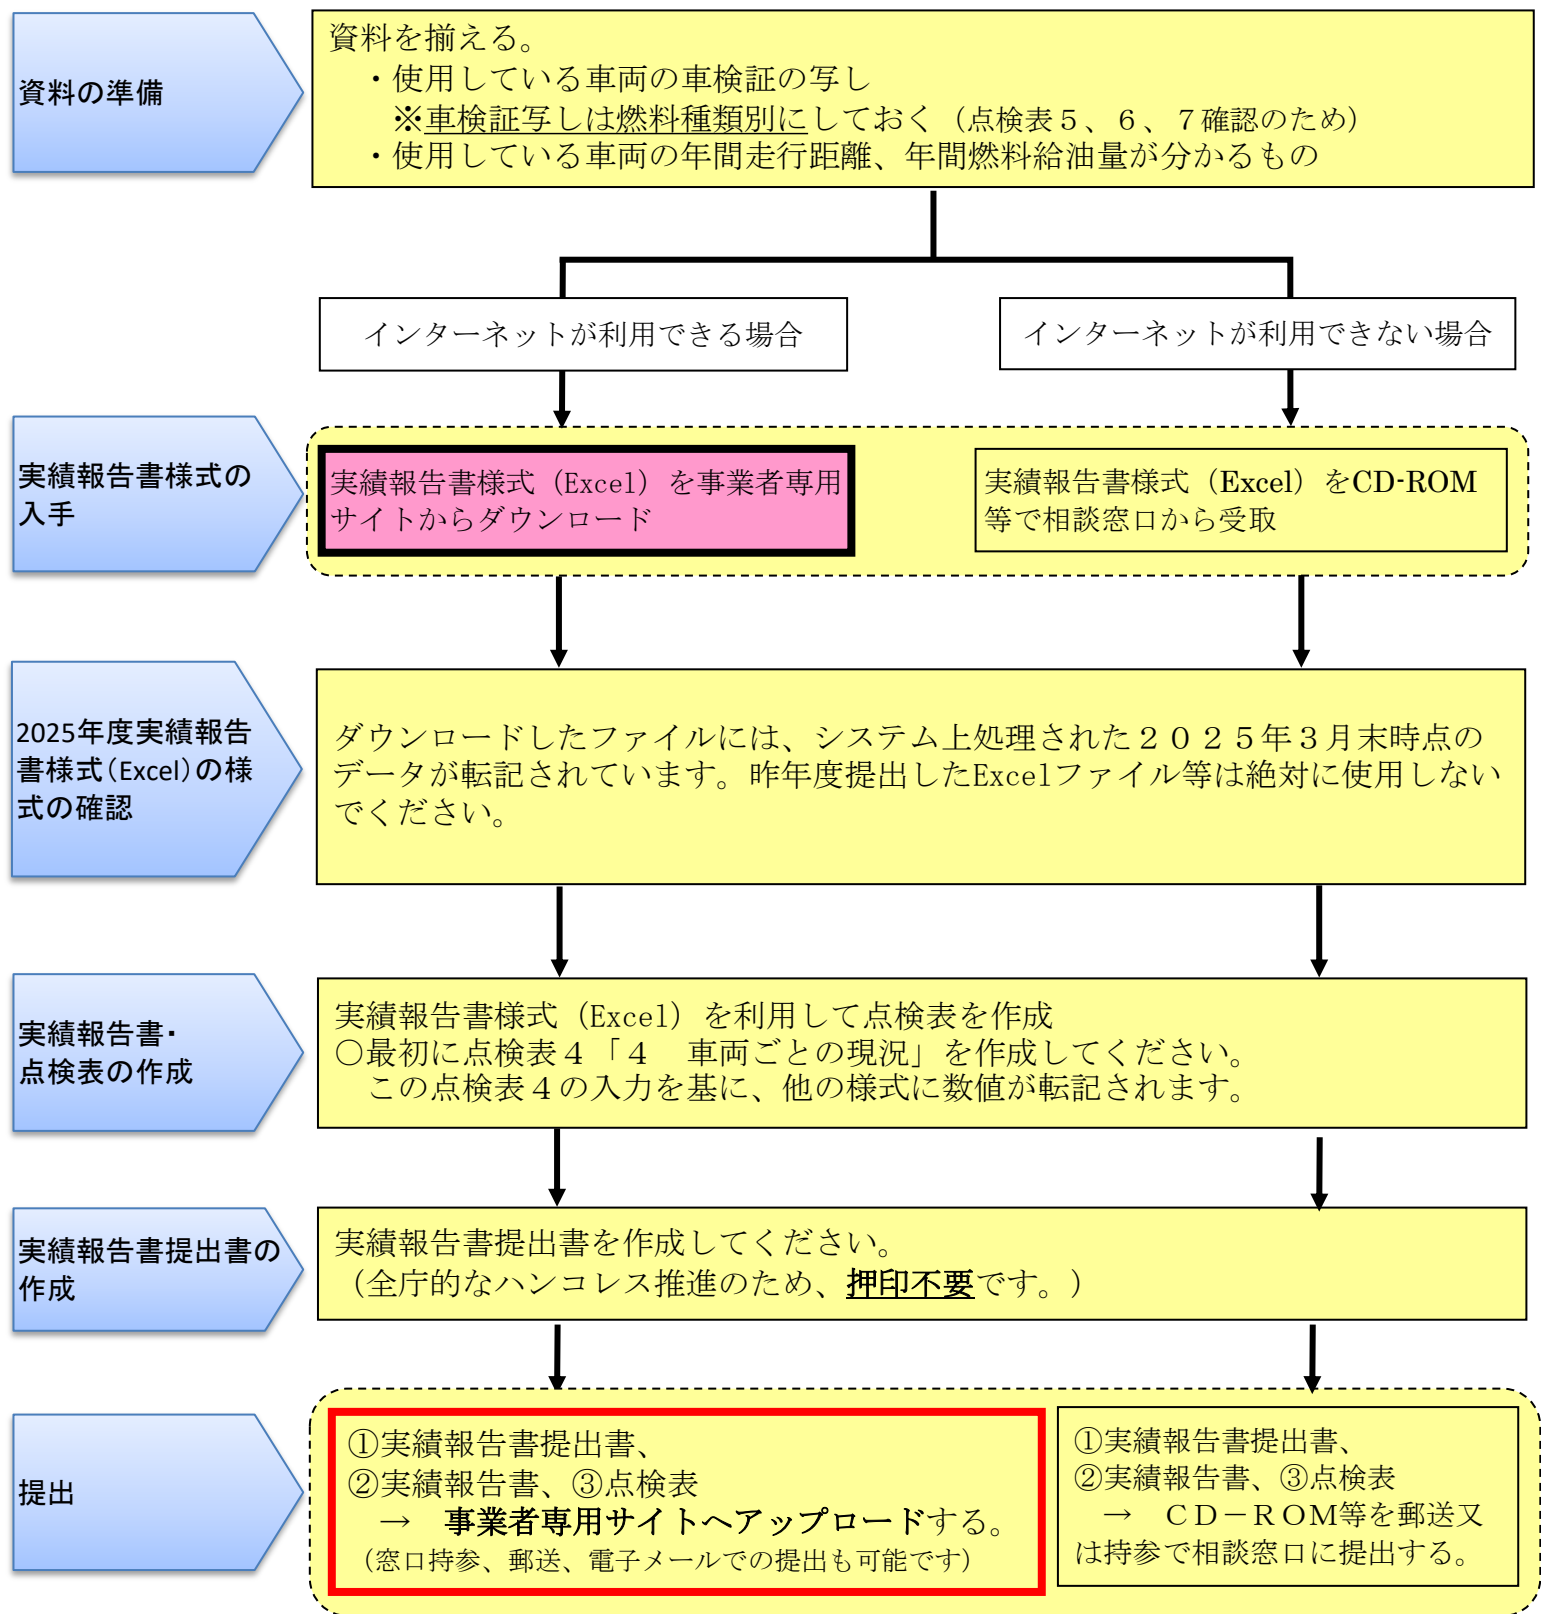 資料の準備
資料を揃える。
・使用している車両の車検証の写し
※車検証写しは燃料種類別にしておく（点検表５、６、７確認のため）
・使用している車両の年間走行距離、年間燃料給油量が分かるもの
インターネットが利用できる場合
インターネットが利用できない場合
実績報告書様式の
入手
実績報告書様式（Excel）を事業者専用
サイトからダウンロード
実績報告書様式（Excel）をCD-ROM
等で相談窓口から受取
2025年度実績報告
書様式(Excel)の様
式の確認
ダウンロードしたファイルには、システム上処理された２０２５年３月末時点の
データが転記されています。昨年度提出したExcelファイル等は絶対に使用しない
でください。
実績報告書・
点検表の作成
実績報告書様式（Excel）を利用して点検表を作成
○最初に点検表４「４　車両ごとの現況」を作成してください。
この点検表４の入力を基に、他の様式に数値が転記されます。
実績報告書提出書の
作成
実績報告書提出書を作成してください。
（全庁的なハンコレス推進のため、押印不要です。）
提出
①実績報告書提出書、
②実績報告書、③点検表
→　事業者専用サイトへアップロードする。
（窓口持参、郵送、電子メールでの提出も可能です）
①実績報告書提出書、
②実績報告書、③点検表
→　ＣＤ－ＲＯＭ等を郵送又
は持参で相談窓口に提出する。